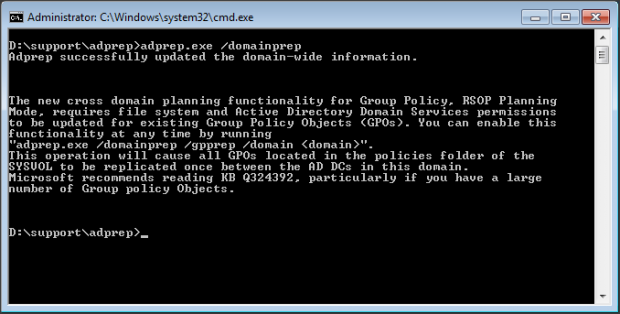 Administrator: C:\Windows\system32\cmd.exe
D:\support\adprep>adprep.exe /domainprep
Adprep successfully updated the domain-wide information.
The new cross domain planning functionality for Group Policy, RSOP Planning
Mode, requires file system and Active Directory Domain Services permissions
to be updated for existing Group Policy Objects (GPOs). You can enable this
functionality at any time by running
"adprep.exe /domainprep /gpprep /domain <domain>".
This operation will cause all GPOs located in the policies folder of the
SYSVOL to be replicated once between the AD DCs in this domain.
Microsoft recommends reading KB Q324392, particularly if you have a large
number of Group policy Objects.
D:\support\adprep>_